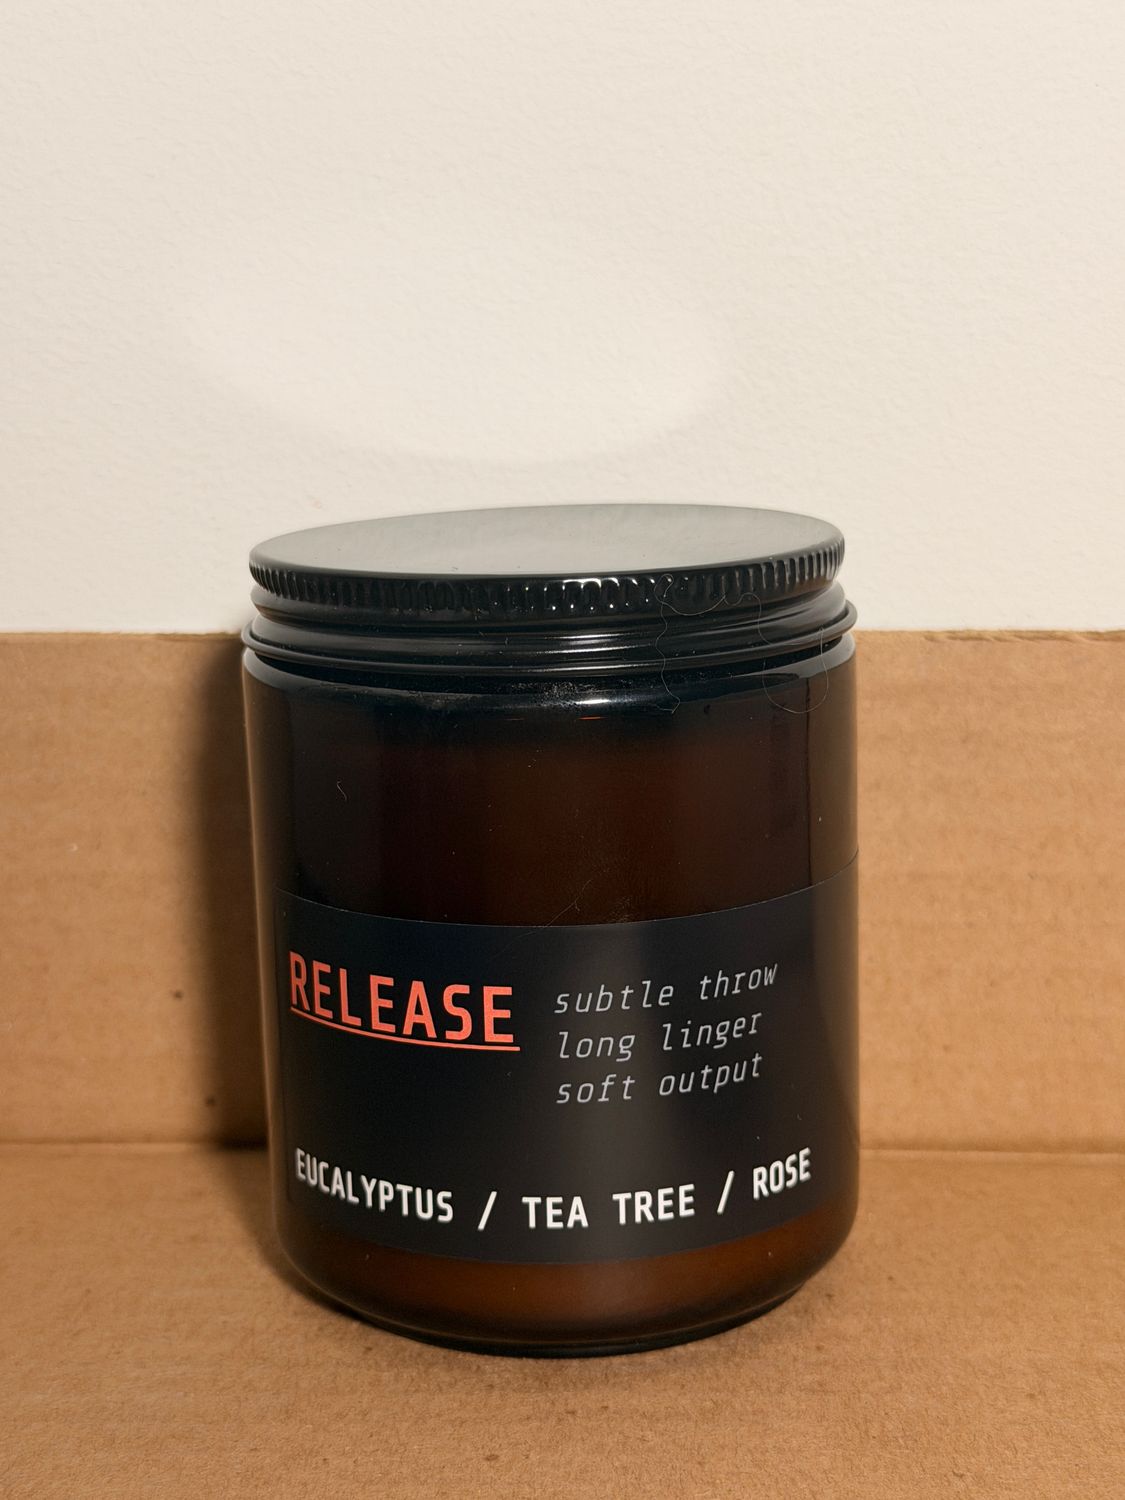 RELEASE
subtle throw
long linger
soft output
EUCALYPTUS / TEA TREE / ROSE